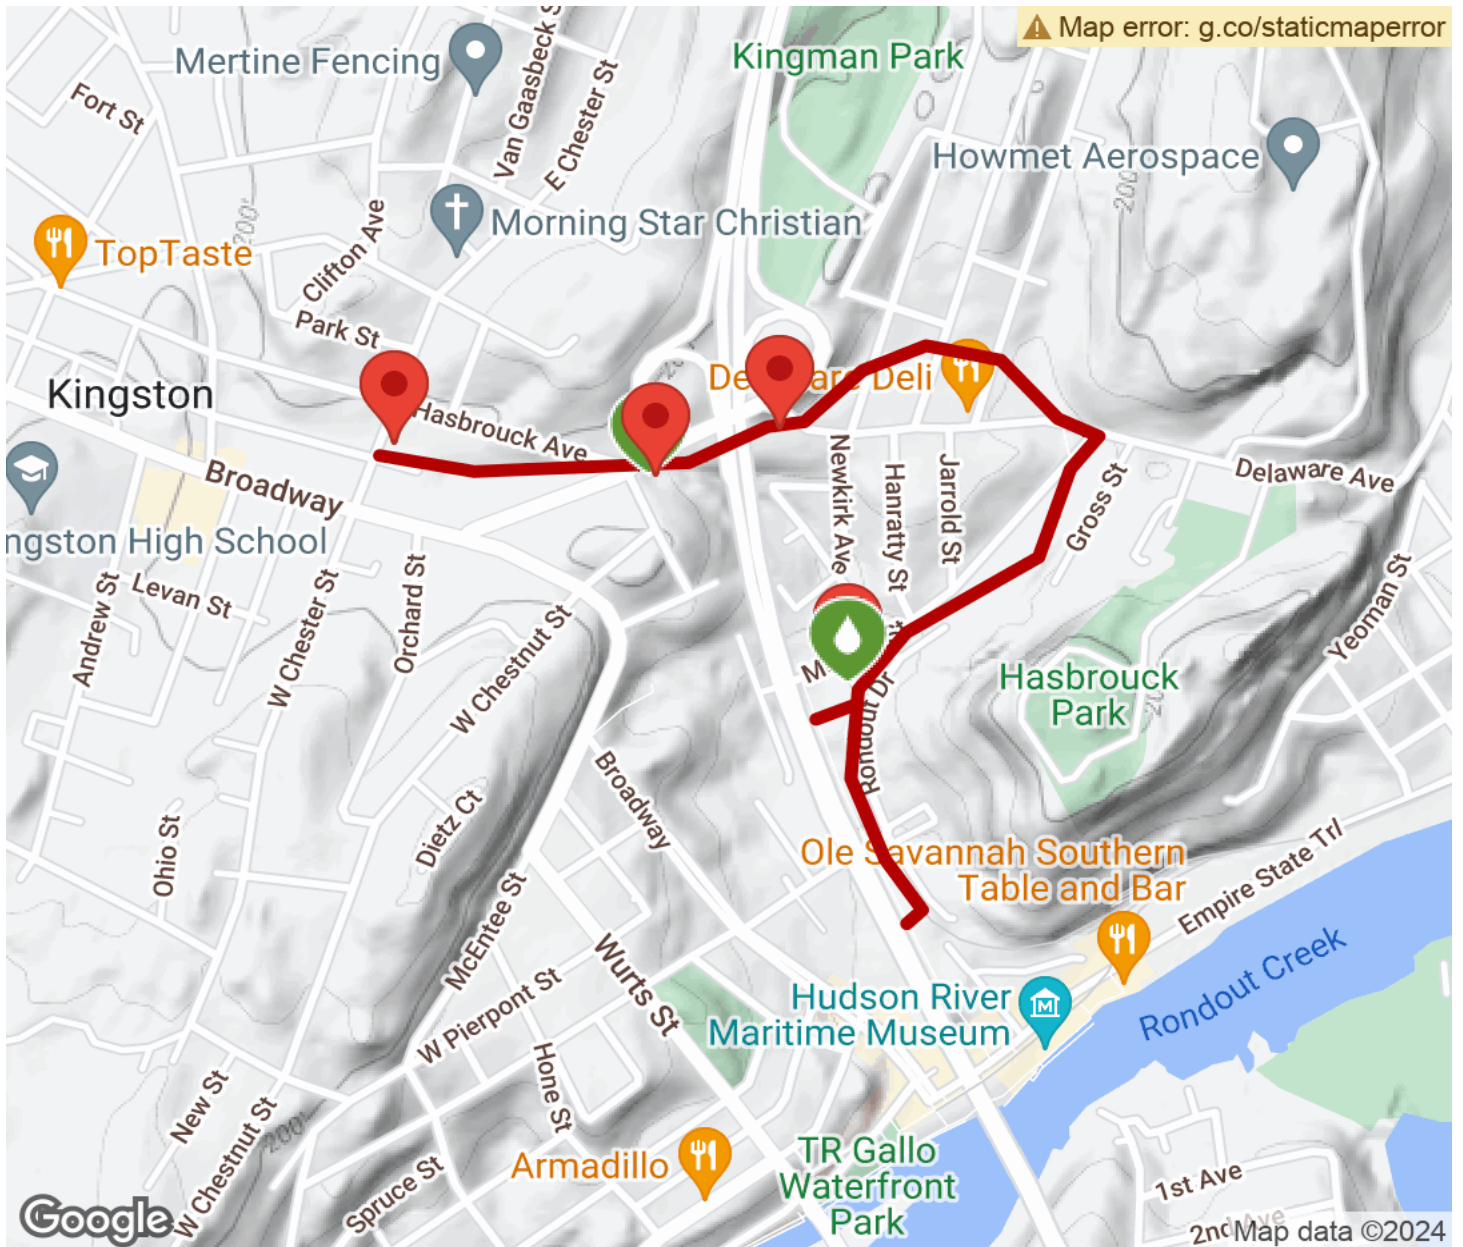 Map error: g.co/staticmaperror
Kingman Park
Mertine Fencing
Van Gaasbeck S
E Chester St
Fort St
Howmet Aerospace
200'
Morning Star Christian
200'
TopTaste
Clifton Ave
Park St
Kingston
Deli
Hasbrouck Ave
Newkirk Ave
Hanratty St
Jarrold St
Gross St
Delaware Ave
Broadway
ngston High School
Levan St
Andrew St
W Chester St
Orchard St
W Chestnut St
Yeoman St
Hasbrouck
Park
Rondout Dr
Broadway
Dietz Ct
Ohio St
Ole Savannah Southern
Table and Bar
Empire State Trl
McEntee St
Wurts St
W Pierpont St
Rondout Creek
Hudson River
Maritime Museum
Hone St
New St
W Chestnut St
200'
Spruce St
Armadillo
TR Gallo
Waterfront
Park
1st Ave
2nd Ave
Google
Map data ©2024